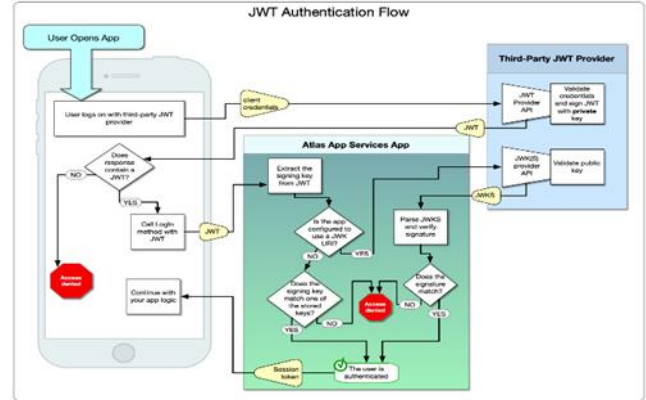 JWT Authentication Flow
User Opens App
Third-Party JWT Provider
User logs on with third-party JWT
provider
client
credentials
JWT
Provider
API
Validate
credentials
and sign JWT
with private
key
JWT
Does
response
contain a
JWT?
NO
YES
Call Login
method with
JWT
JWT
Access
denied
Continue with
your app logic
Atlas App Services App
Extract the
signing key
from JWT
Is the app
configured to
use a JWK
URI?
NO
YES
JWK(S)
provider
API
Validate public
key
JWKS
Parse JWKS
and verify
signature
Does the
signing key
match one of
the stored
keys?
NO
YES
Access
denied
Does the
signature
match?
NO
YES
Session
token
The user is
authenticated